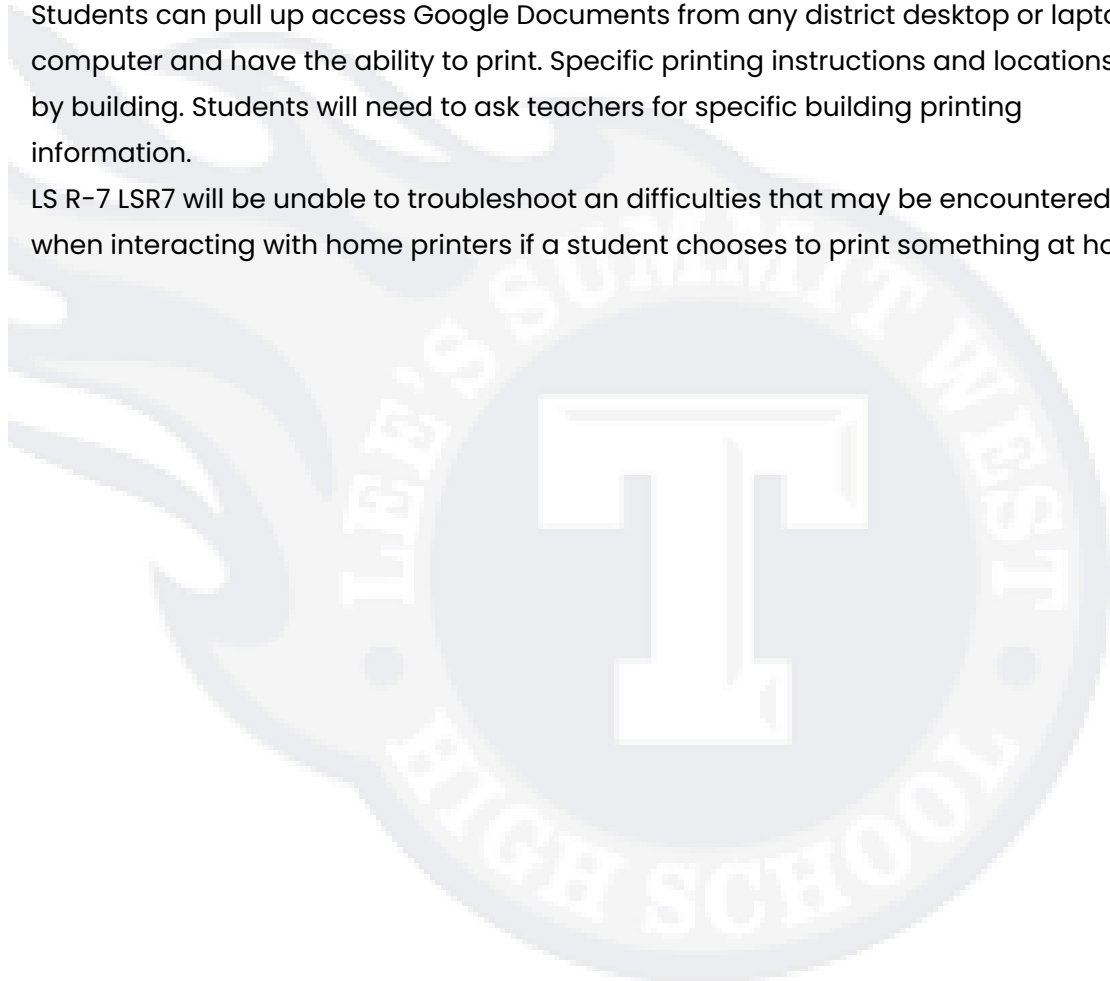 Students can pull up access Google Documents from any district desktop or lapto
computer and have the ability to print. Specific printing instructions and locations
by building. Students will need to ask teachers for specific building printing
information.
LS R-7 LSR7 will be unable to troubleshoot an difficulties that may be encountered
when interacting with home printers if a student chooses to print something at ho
LEE'S SUMMIT WEST
T
HIGH SCHOOL